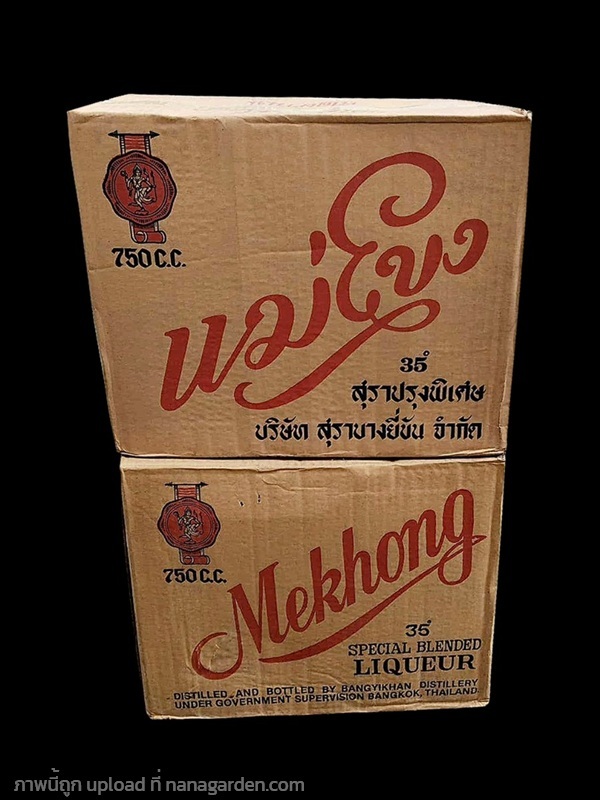 750 C.C.
แม่โขง
35°
สุราปรุงพิเศษ
บริษัท สุราบางยี่ขัน จำกัด
750 C.C.
Mekhong
35°
SPECIAL BLENDED
LIQUEUR
DISTILLED AND BOTTLED BY BANGYIKHAN DISTILLERY
UNDER GOVERNMENT SUPERVISION BANGKOK, THAILAND.
ภาพนี้ถูก upload ที่ nanagarden.com